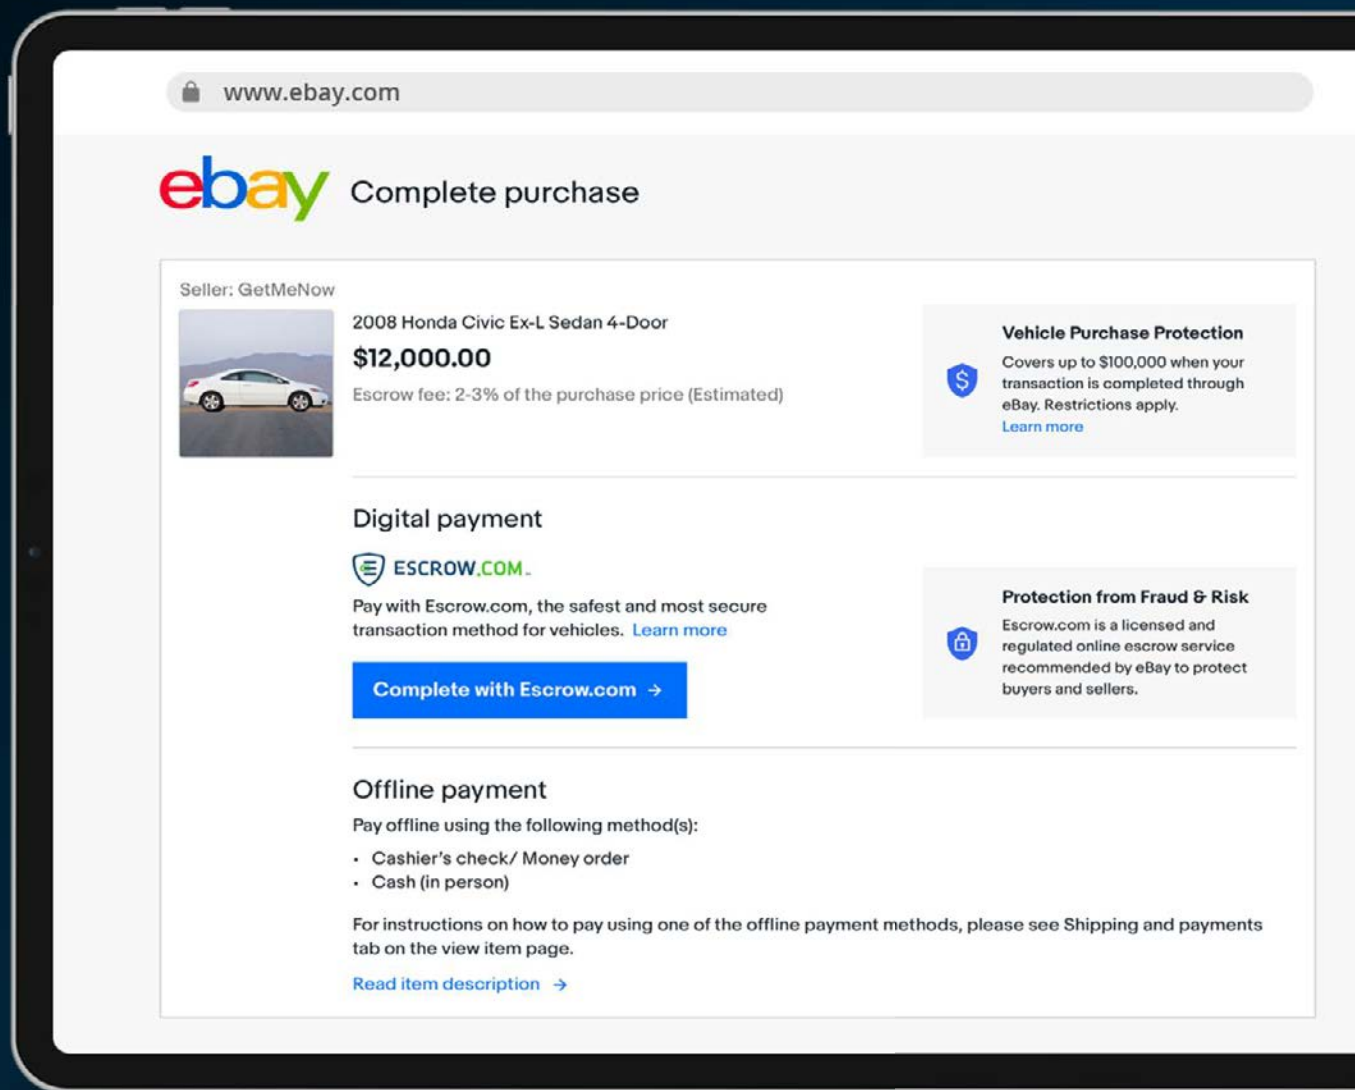 www.ebay.com
ebay Complete purchase
Seller: GetMeNow
2008 Honda Civic Ex-L Sedan 4-Door
$12,000.00
Escrow fee: 2-3% of the purchase price (Estimated)
Vehicle Purchase Protection
Covers up to $100,000 when your
transaction is completed through
eBay. Restrictions apply.
Learn more
Digital payment
ESCROW.COM
Pay with Escrow.com, the safest and most secure
transaction method for vehicles. Learn more
Complete with Escrow.com →
Protection from Fraud & Risk
Escrow.com is a licensed and
regulated online escrow service
recommended by eBay to protect
buyers and sellers.
Offline payment
Pay offline using the following method(s):
• Cashier's check/ Money order
• Cash (in person)
For instructions on how to pay using one of the offline payment methods, please see Shipping and payments
tab on the view item page.
Read item description →